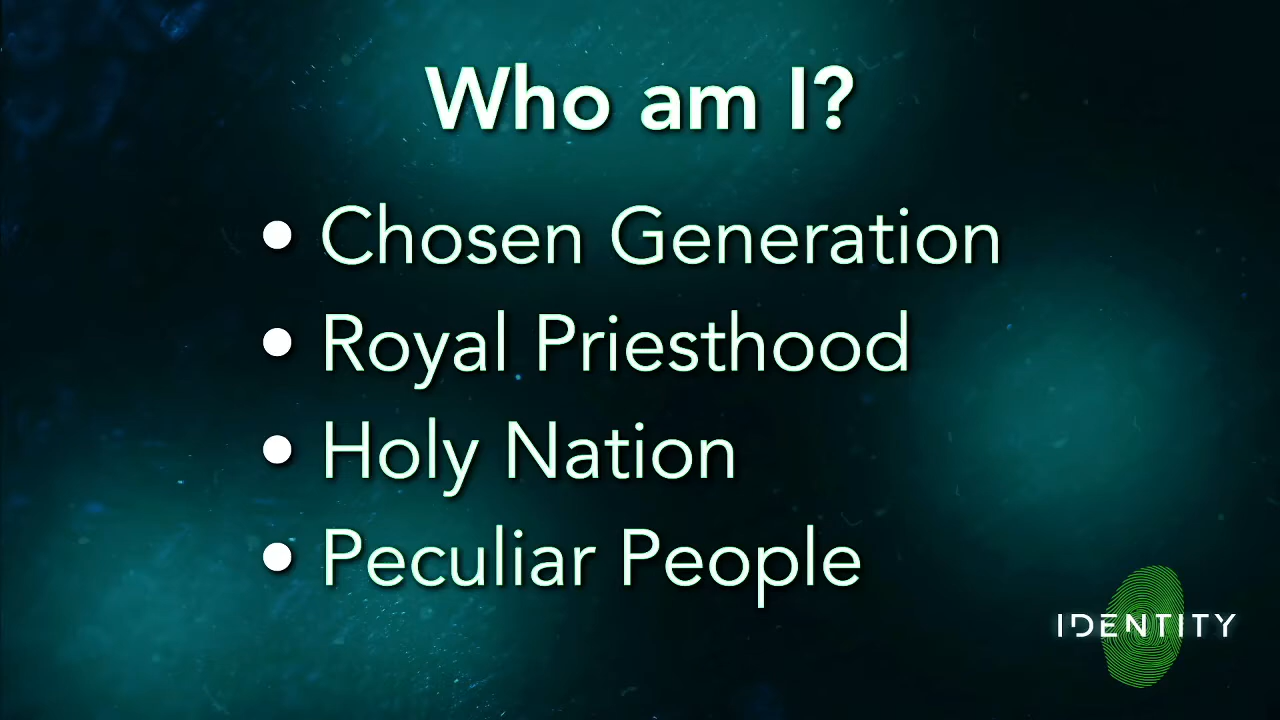 Who am I?
• Chosen Generation
• Royal Priesthood
• Holy Nation
• Peculiar People
IDENTITY